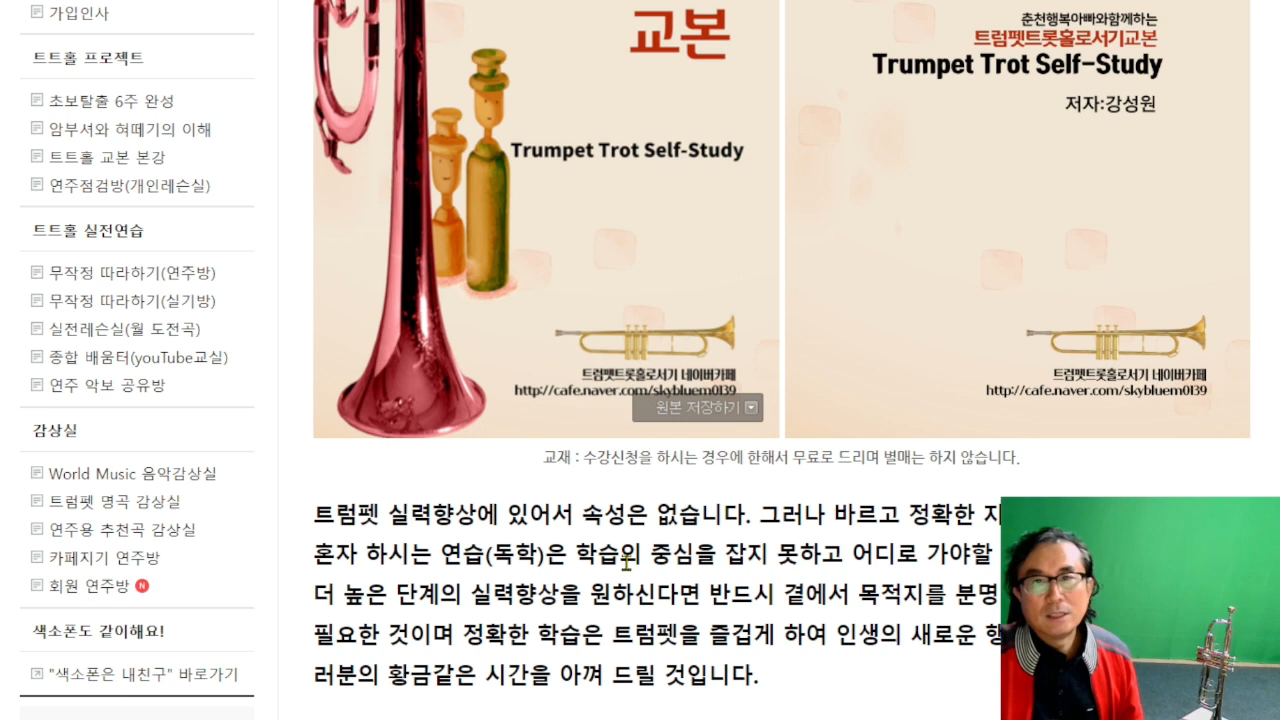 가입인사
트트홀 프로젝트
초보탈출 6주 완성
암부셔와 혀떼기의 이해
트트홀 교본 본강
연주점검방(개인레슨실)
트트홀 실전연습
무작정 따라하기(연주방)
무작정 따라하기(실기방)
실전레슨실(월 도전곡)
종합 배움터(youTube교실)
연주 악보 공유방
감상실
World Music 음악감상실
트럼펫 명곡 감상실
연주용 추천곡 감상실
카페지기 연주방
회원 연주방 N
색소폰도 같이해요!
"색소폰은 내친구" 바로가기
교본
Trumpet Trot Self-Study
트럼펫트롯홀로서기 네이버카페
http://cafe.naver.com/skybluem0139
원본 저장하기
춘천행복아빠와함께하는
트럼펫트롯홀로서기교본
Trumpet Trot Self-Study
저자:강성원
트럼펫트롯홀로서기 네이버카페
http://cafe.naver.com/skybluem0139
교재 : 수강신청을 하시는 경우에 한해서 무료로 드리며 별매는 하지 않습니다.
트럼펫 실력향상에 있어서 속성은 없습니다. 그러나 바르고 정확한
혼자 하시는 연습(독학)은 학습의 중심을 잡지 못하고 어디로 가야할
더 높은 단계의 실력향상을 원하신다면 반드시 곁에서 목적지를 분명
필요한 것이며 정확한 학습은 트럼펫을 즐겁게 하여 인생의 새로운
러분의 황금같은 시간을 아껴 드릴 것입니다.